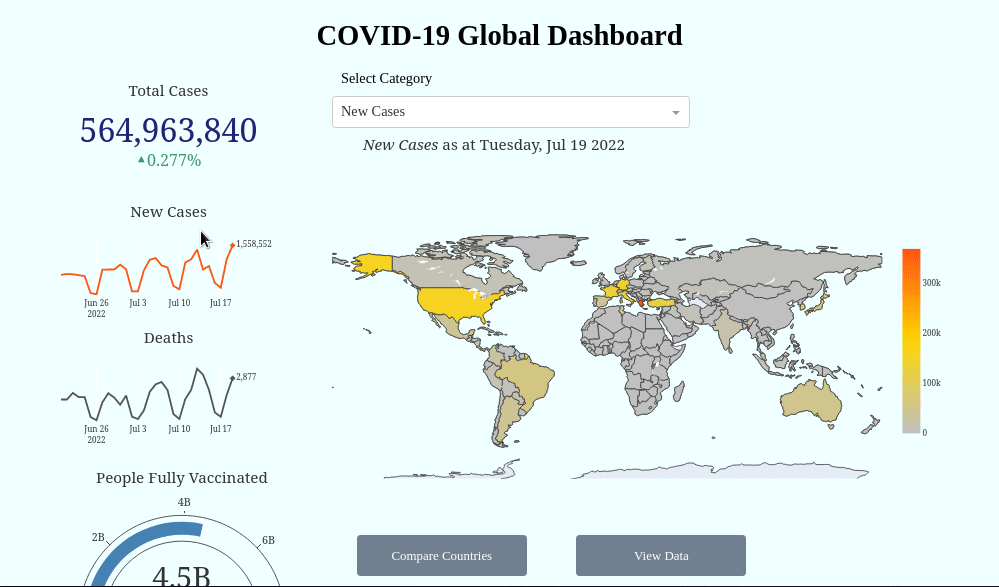 COVID-19 Global Dashboard
Total Cases
564,963,840
▲0.277%
New Cases
1,558,552
Jun 26 Jul 3 Jul 10 Jul 17
2022
Deaths
2,877
Jun 26 Jul 3 Jul 10 Jul 17
2022
People Fully Vaccinated
4B
2B 6B
4.5B
Select Category
New Cases
New Cases as at Tuesday, Jul 19 2022
300k
200k
100k
0
Compare Countries View Data